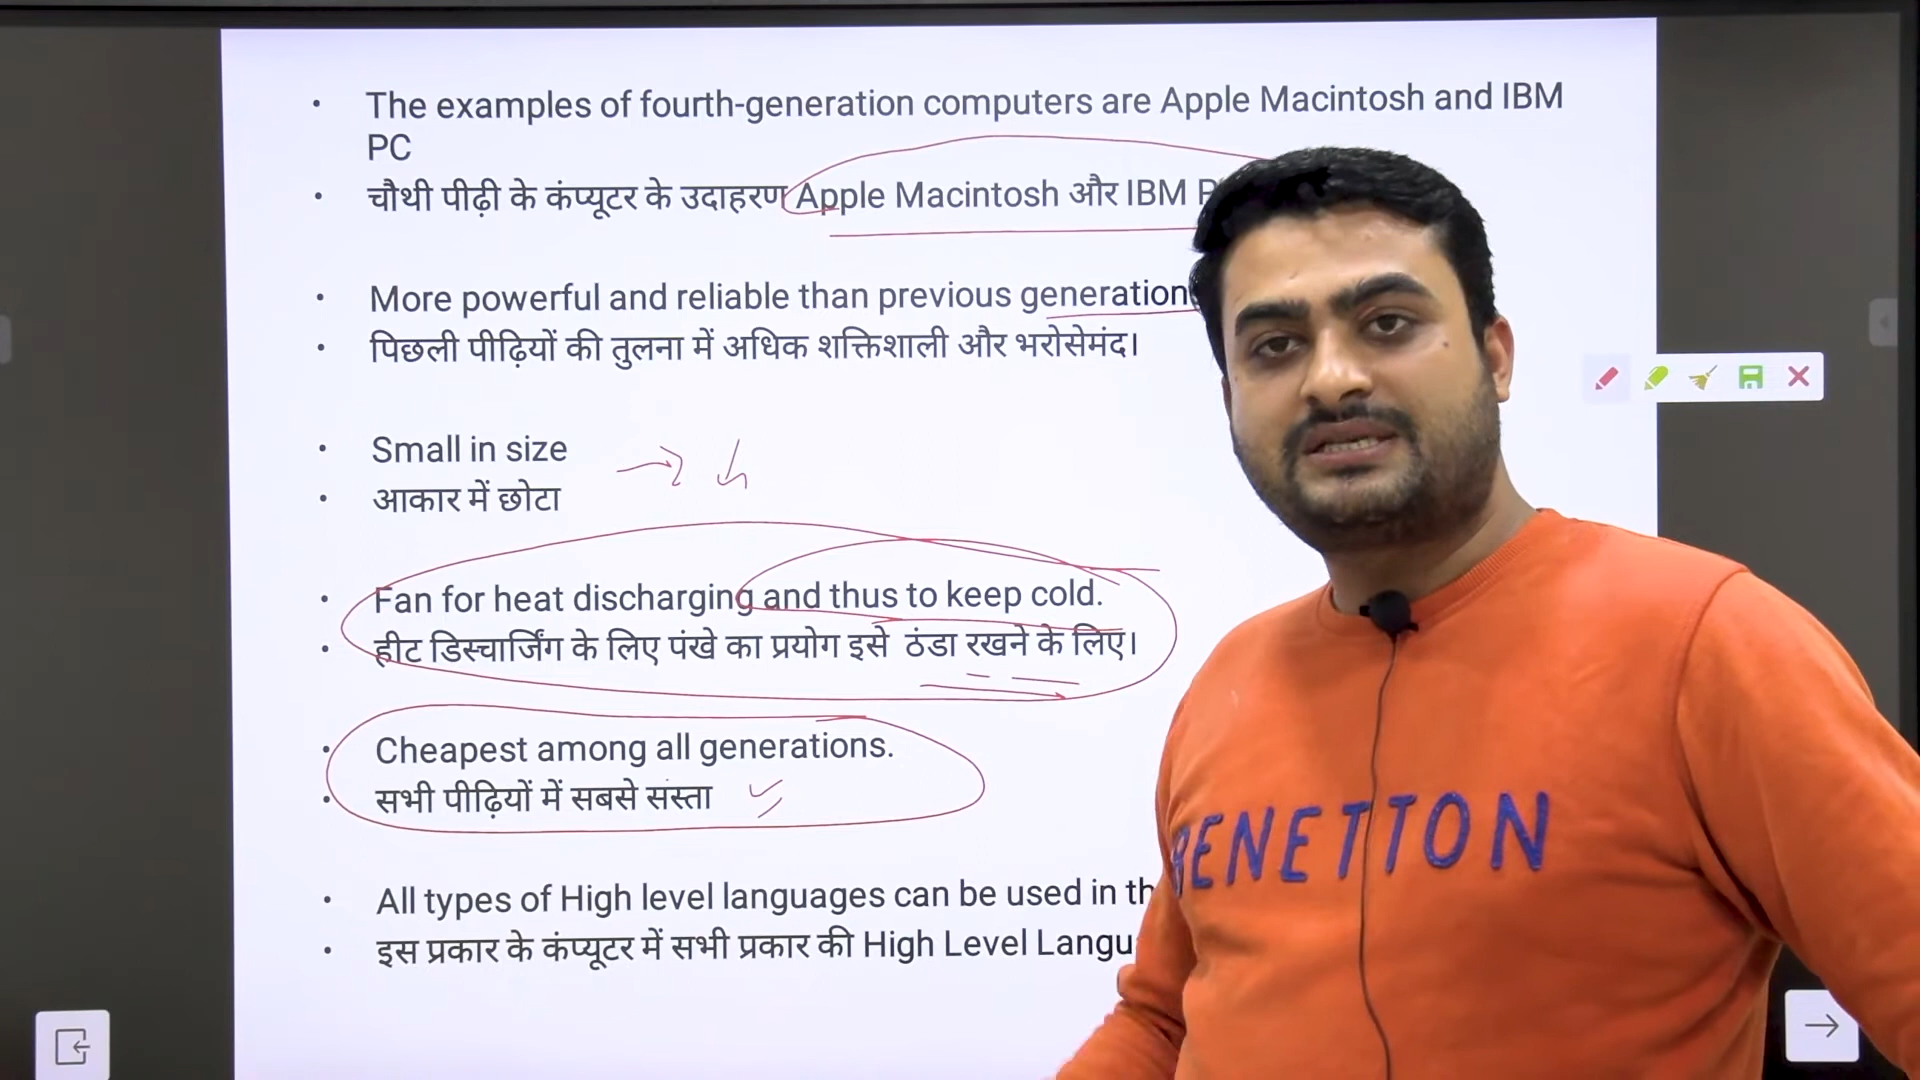 • The examples of fourth-generation computers are Apple Macintosh and IBM
PC
• चौथी पीढ़ी के कंप्यूटर के उदाहरण Apple Macintosh और IBM P
• More powerful and reliable than previous generation
• पिछली पीढ़ियों की तुलना में अधिक शक्तिशाली और भरोसेमंद।
• Small in size
• आकार में छोटा
• Fan for heat discharging and thus to keep cold.
• हीट डिस्चार्जिंग के लिए पंखे का प्रयोग इसे ठंडा रखने के लिए।
• Cheapest among all generations.
• सभी पीढ़ियों में सबसे सस्ता
• All types of High level languages can be used in th
• इस प्रकार के कंप्यूटर में सभी प्रकार की High Level Langu
BENETTON